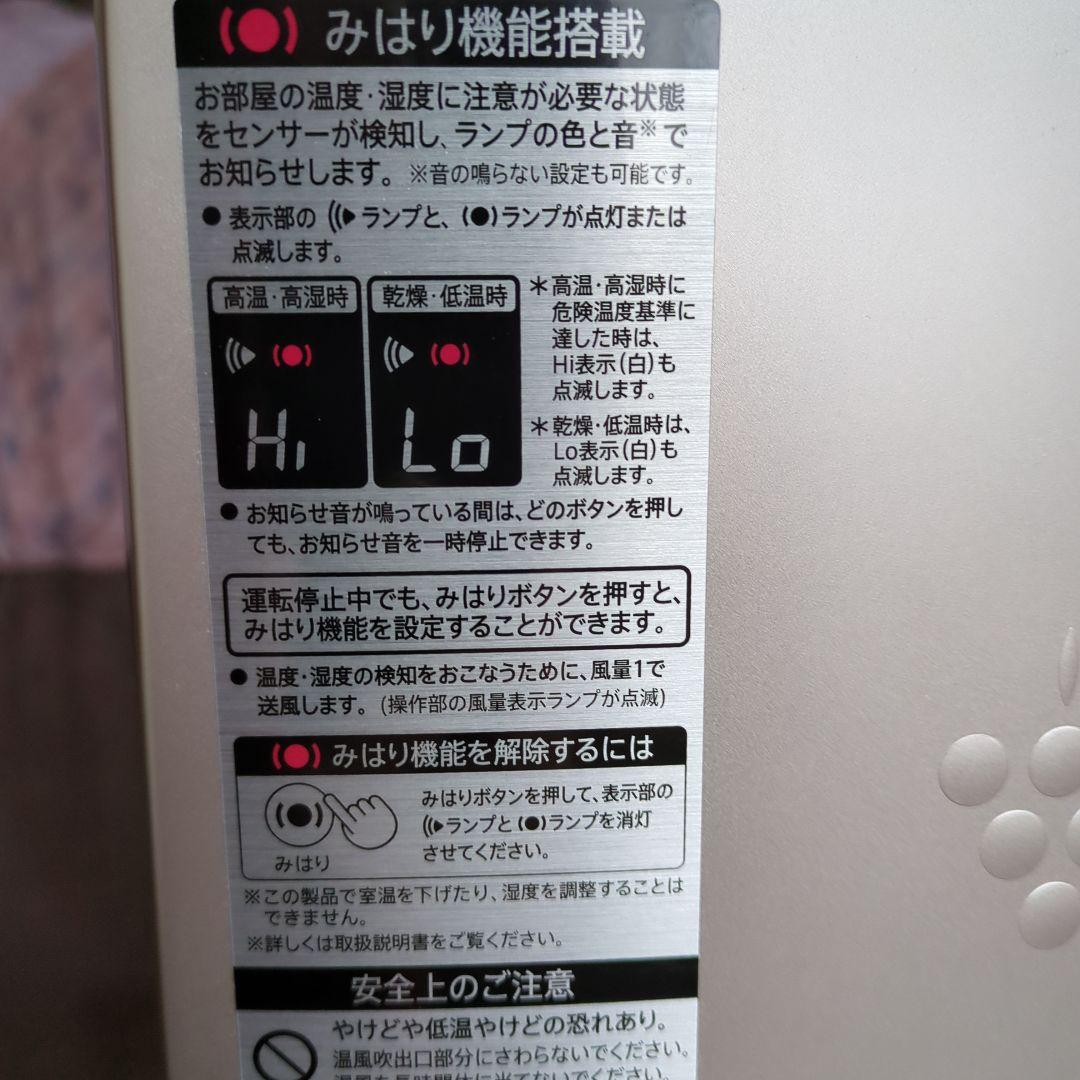 みはり機能搭載
お部屋の温度・湿度に注意が必要な状態
をセンサーが検知し、ランプの色と音※で
お知らせします。※音の鳴らない設定も可能です。
● 表示部の ランプと、(●)ランプが点灯または
点滅します。
高温・高湿時
Hi
乾燥・低温時
Lo
＊高温・高湿時に
危険温度基準に
達した時は、
Hi表示(白)も
点滅します。
＊乾燥・低温時は、
Lo表示(白)も
点滅します。
● お知らせ音が鳴っている間は、どのボタンを押し
ても、お知らせ音を一時停止できます。
運転停止中でも、みはりボタンを押すと、
みはり機能を設定することができます。
● 温度・湿度の検知をおこなうために、風量1で
送風します。(操作部の風量表示ランプが点滅)
みはり機能を解除するには
みはり
みはりボタンを押して、表示部の
ランプと(●)ランプを消灯
させてください。
※この製品で室温を下げたり、湿度を調整することは
できません。
※詳しくは取扱説明書をご覧ください。
安全上のご注意
やけどや低温やけどの恐れあり。
温風吹出口部分にさわらないでください。
温風を長時間体に当てないでください。